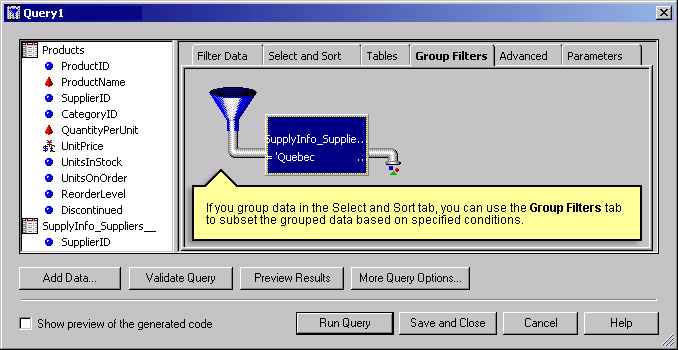 Query1
Products
ProductID
ProductName
SupplierID
CategoryID
QuantityPerUnit
UnitPrice
UnitsInStock
UnitsOnOrder
ReorderLevel
Discontinued
SupplyInfo_Suppliers__
SupplierID
Filter Data
Select and Sort
Tables
Group Filters
Advanced
Parameters
SupplyInfo_Supplie...
= 'Quebec ...
If you group data in the Select and Sort tab, you can use the Group Filters tab
to subset the grouped data based on specified conditions.
Add Data...
Validate Query
Preview Results
More Query Options...
Show preview of the generated code
Run Query
Save and Close
Cancel
Help